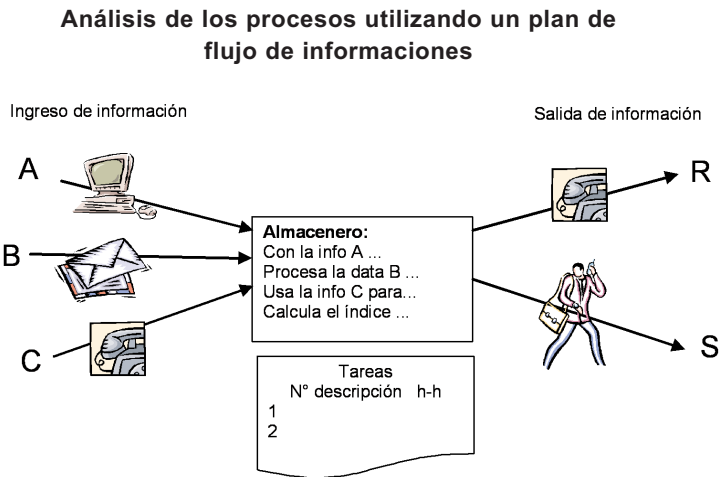 Análisis de los procesos utilizando un plan de
flujo de informaciones
Ingreso de información
Salida de información
A
B
C
R
S
Almacenero:
Con la info A ...
Procesa la data B ...
Usa la info C para...
Calcula el índice ...
Tareas
N° descripción h-h
1
2